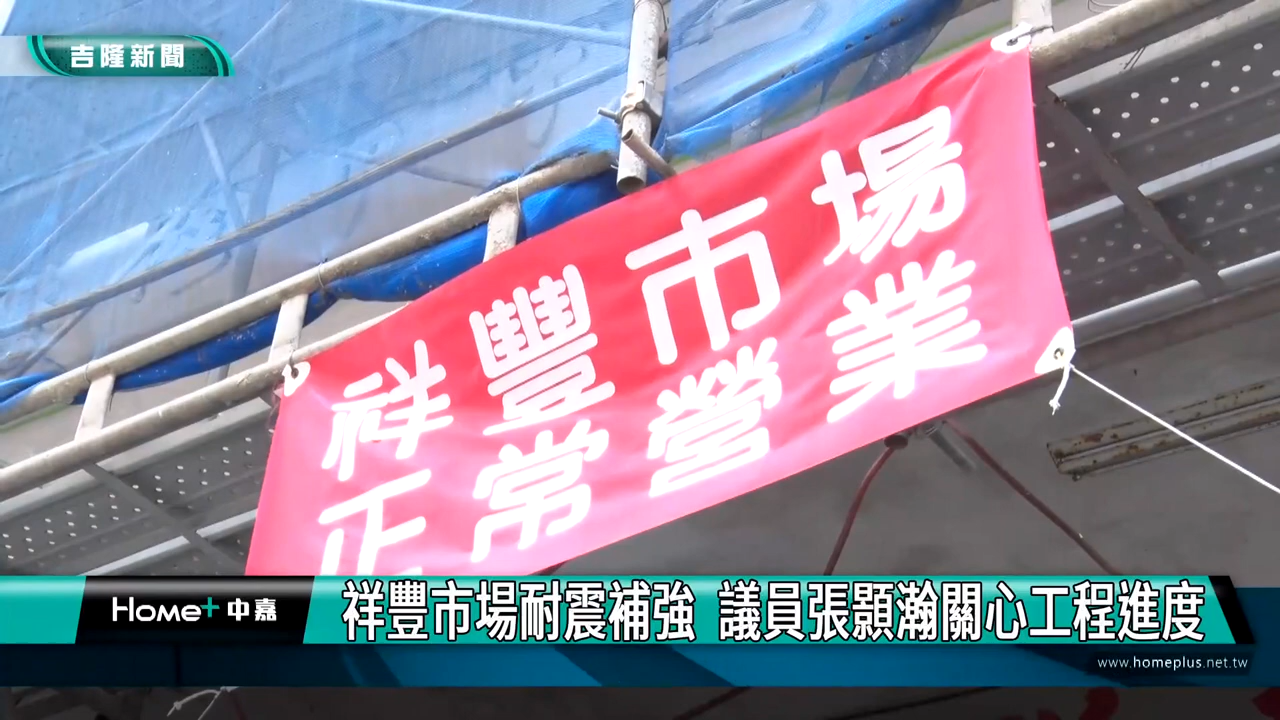 吉隆新聞
祥豐市場
正常營業
Home+ 中嘉
祥豐市場耐震補強 議員張顥瀚關心工程進度
www.homeplus.net.tw